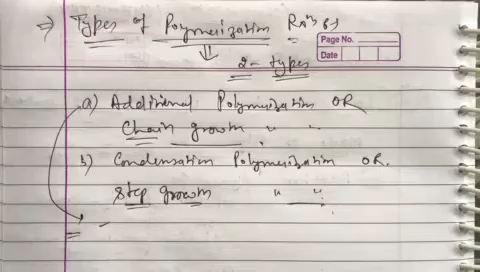 ⇒ Types of Polymerization Rxⁿs
Page No.
Date
2 - types
a) Additional Polymerization OR
Chain growth " "
b) Condensation Polymerization OR.
Step growth " "